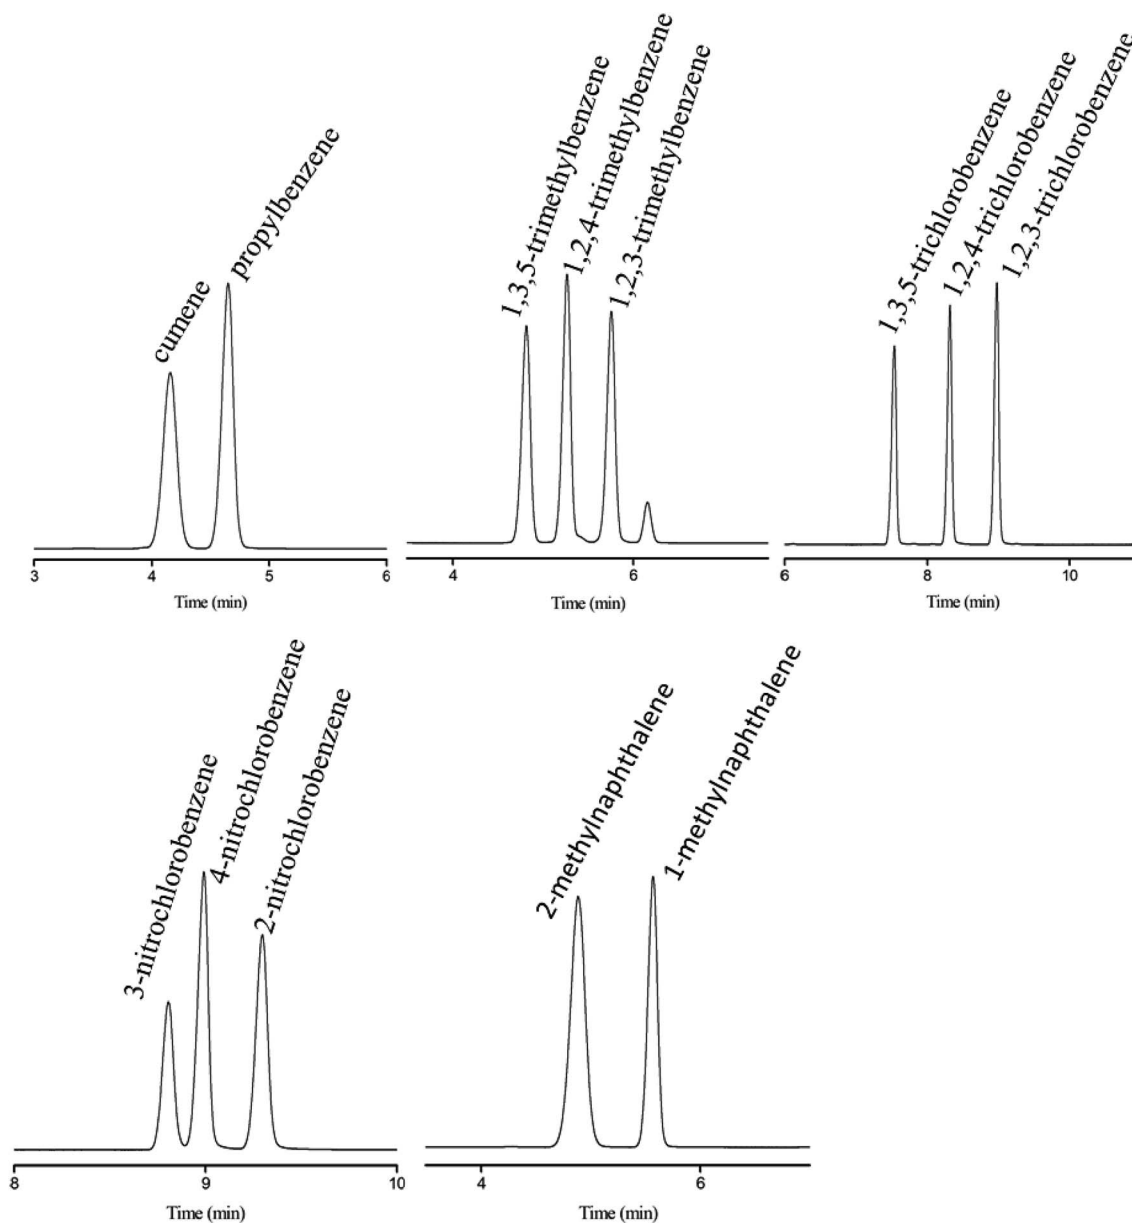 cumene
propylbenzene
3
4
5
6
Time (min)
1,3,5-trimethylbenzene
1,2,4-trimethylbenzene
1,2,3-trimethylbenzene
4
6
Time (min)
1,3,5-trichlorobenzene
1,2,4-trichlorobenzene
1,2,3-trichlorobenzene
6
8
10
Time (min)
3-nitrochlorobenzene
4-nitrochlorobenzene
2-nitrochlorobenzene
8
9
10
Time (min)
2-methylnaphthalene
1-methylnaphthalene
4
6
Time (min)